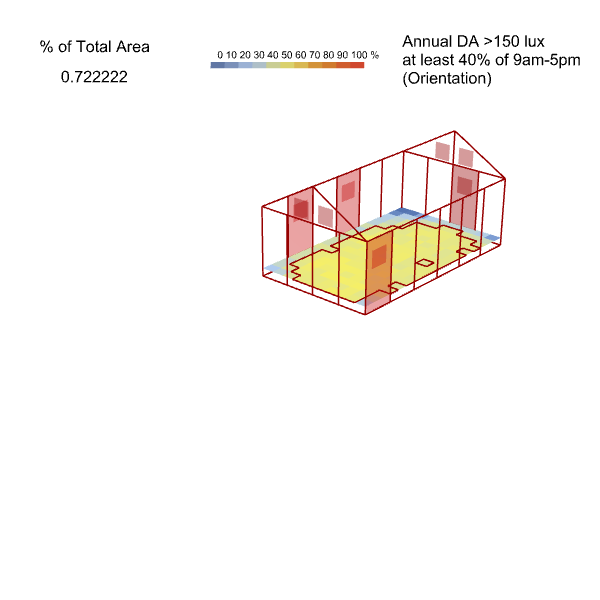 % of Total Area
0.722222
0 10 20 30 40 50 60 70 80 90 100 %
Annual DA >150 lux
at least 40% of 9am-5pm
(Orientation)